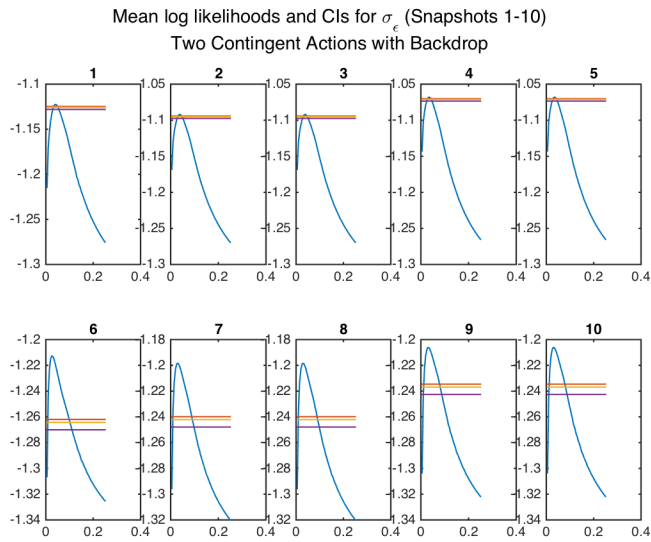 Mean log likelihoods and CIs for σ_ϵ (Snapshots 1-10)
Two Contingent Actions with Backdrop
1 2 3 4 5
-1.1 -1.05 -1.05 -1.05 -1.05
-1.15 -1.1 -1.1 -1.1 -1.1
-1.2 -1.15 -1.15 -1.15 -1.15
-1.2 -1.2 -1.2 -1.2
-1.25 -1.25 -1.25 -1.25 -1.25
-1.3 -1.3 -1.3 -1.3 -1.3
0 0.2 0.4 0 0.2 0.4 0 0.2 0.4 0 0.2 0.4 0 0.2 0.4
6 7 8 9 10
-1.2 -1.18 -1.18 -1.2 -1.2
-1.22 -1.2 -1.2 -1.22 -1.22
-1.24 -1.22 -1.22 -1.24 -1.24
-1.26 -1.24 -1.24 -1.26 -1.26
-1.28 -1.26 -1.26 -1.28 -1.28
-1.3 -1.28 -1.28 -1.3 -1.3
-1.32 -1.3 -1.3 -1.32 -1.32
-1.34 -1.32 -1.32 -1.34 -1.34
0 0.2 0.4 0 0.2 0.4 0 0.2 0.4 0 0.2 0.4 0 0.2 0.4